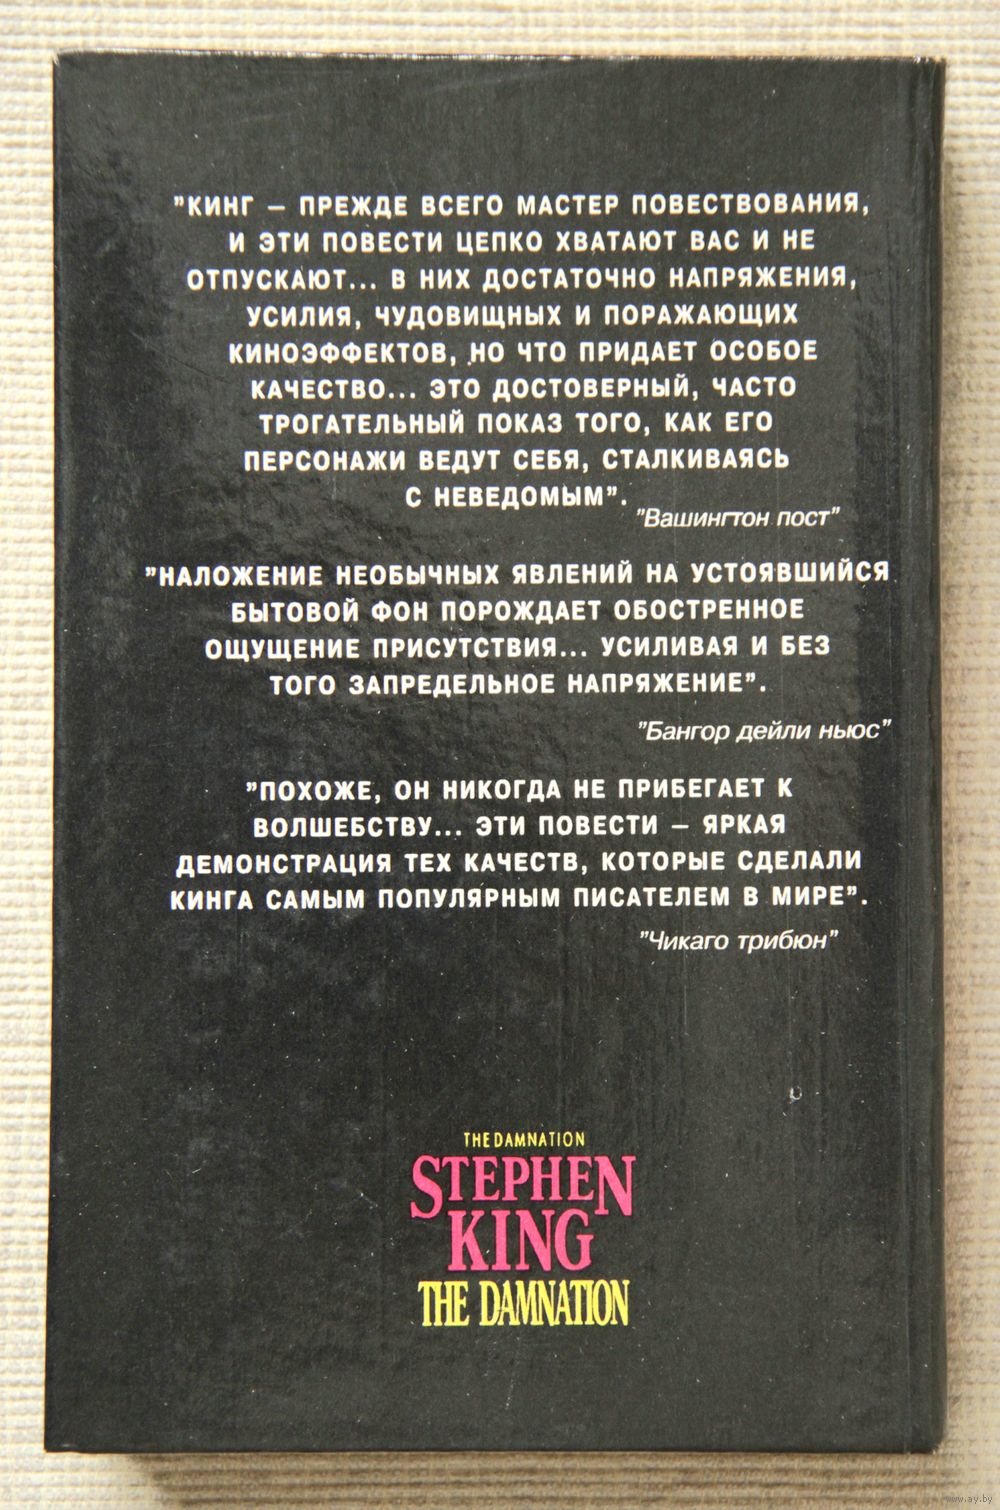 "КИНГ – ПРЕЖДЕ ВСЕГО МАСТЕР ПОВЕСТВОВАНИЯ,
И ЭТИ ПОВЕСТИ ЦЕПКО ХВАТАЮТ ВАС И НЕ
ОТПУСКАЮТ... В НИХ ДОСТАТОЧНО НАПРЯЖЕНИЯ,
УСИЛИЯ, ЧУДОВИЩНЫХ И ПОРАЖАЮЩИХ
КИНОЭФФЕКТОВ, НО ЧТО ПРИДАЕТ ОСОБОЕ
КАЧЕСТВО... ЭТО ДОСТОВЕРНЫЙ, ЧАСТО
ТРОГАТЕЛЬНЫЙ ПОКАЗ ТОГО, КАК ЕГО
ПЕРСОНАЖИ ВЕДУТ СЕБЯ, СТАЛКИВАЯСЬ
С НЕВЕДОМЫМ".
"Вашингтон пост"
"НАЛОЖЕНИЕ НЕОБЫЧНЫХ ЯВЛЕНИЙ НА УСТОЯВШИЙСЯ
БЫТОВОЙ ФОН ПОРОЖДАЕТ ОБОСТРЕННОЕ
ОЩУЩЕНИЕ ПРИСУТСТВИЯ... УСИЛИВАЯ И БЕЗ
ТОГО ЗАПРЕДЕЛЬНОЕ НАПРЯЖЕНИЕ".
"Бангор дейли ньюс"
"ПОХОЖЕ, ОН НИКОГДА НЕ ПРИБЕГАЕТ К
ВОЛШЕБСТВУ... ЭТИ ПОВЕСТИ – ЯРКАЯ
ДЕМОНСТРАЦИЯ ТЕХ КАЧЕСТВ, КОТОРЫЕ СДЕЛАЛИ
КИНГА САМЫМ ПОПУЛЯРНЫМ ПИСАТЕЛЕМ В МИРЕ".
"Чикаго трибюн"
THE DAMNATION
STEPHEN
KING
THE DAMNATION
www.ay.by